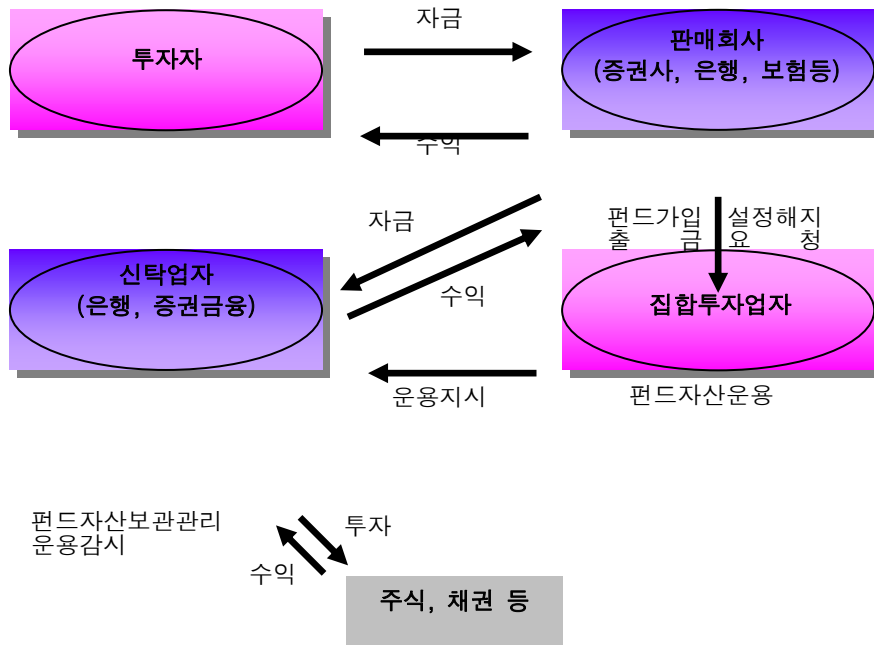 자금
투자자
판매회사
(증권사, 은행, 보험등)
수익
자금
펀드가입 설정해지
출 금 요 청
신탁업자
(은행, 증권금융)
수익
집합투자업자
운용지시
펀드자산운용
펀드자산보관관리
운용감시
투자
수익
주식, 채권 등